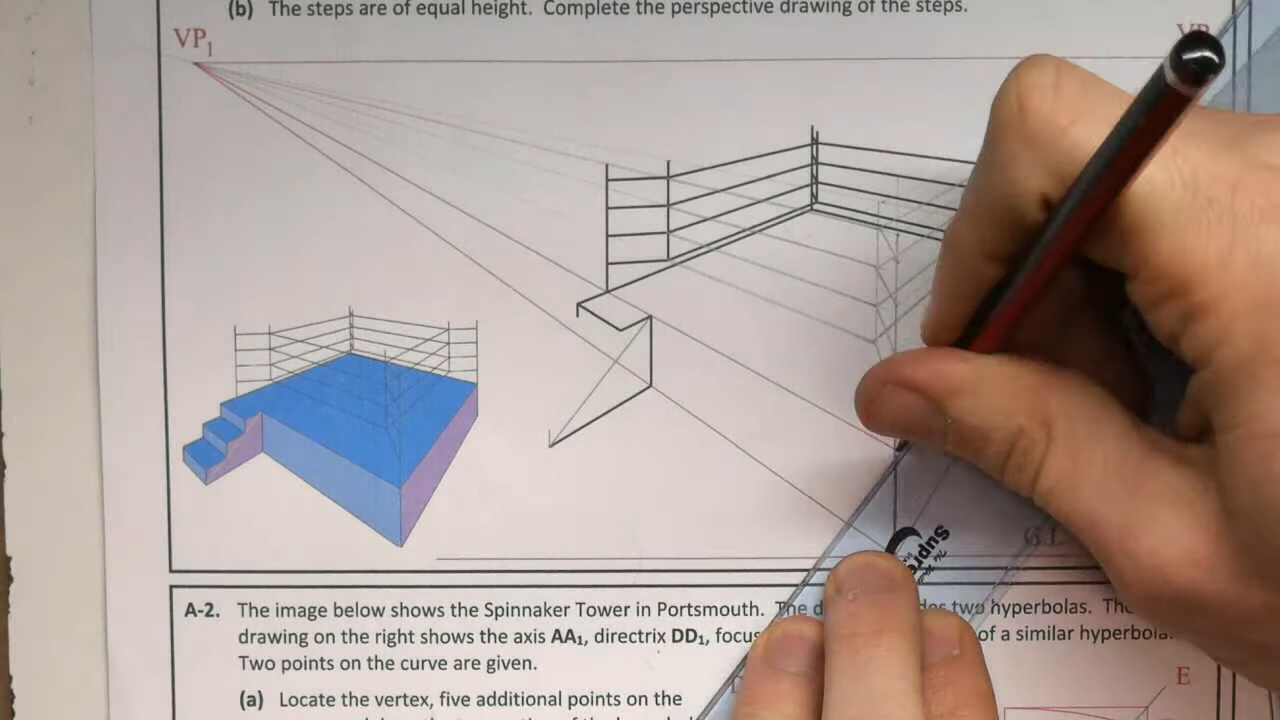 (b) The steps are of equal height. Complete the perspective drawing of the steps.
VP1
VP
G L
A-2. The image below shows the Spinnaker Tower in Portsmouth. The two hyperbolas. The
drawing on the right shows the axis AA1, directrix DD1, focus of a similar hyperbola.
Two points on the curve are given.
E
(a) Locate the vertex, five additional points on the